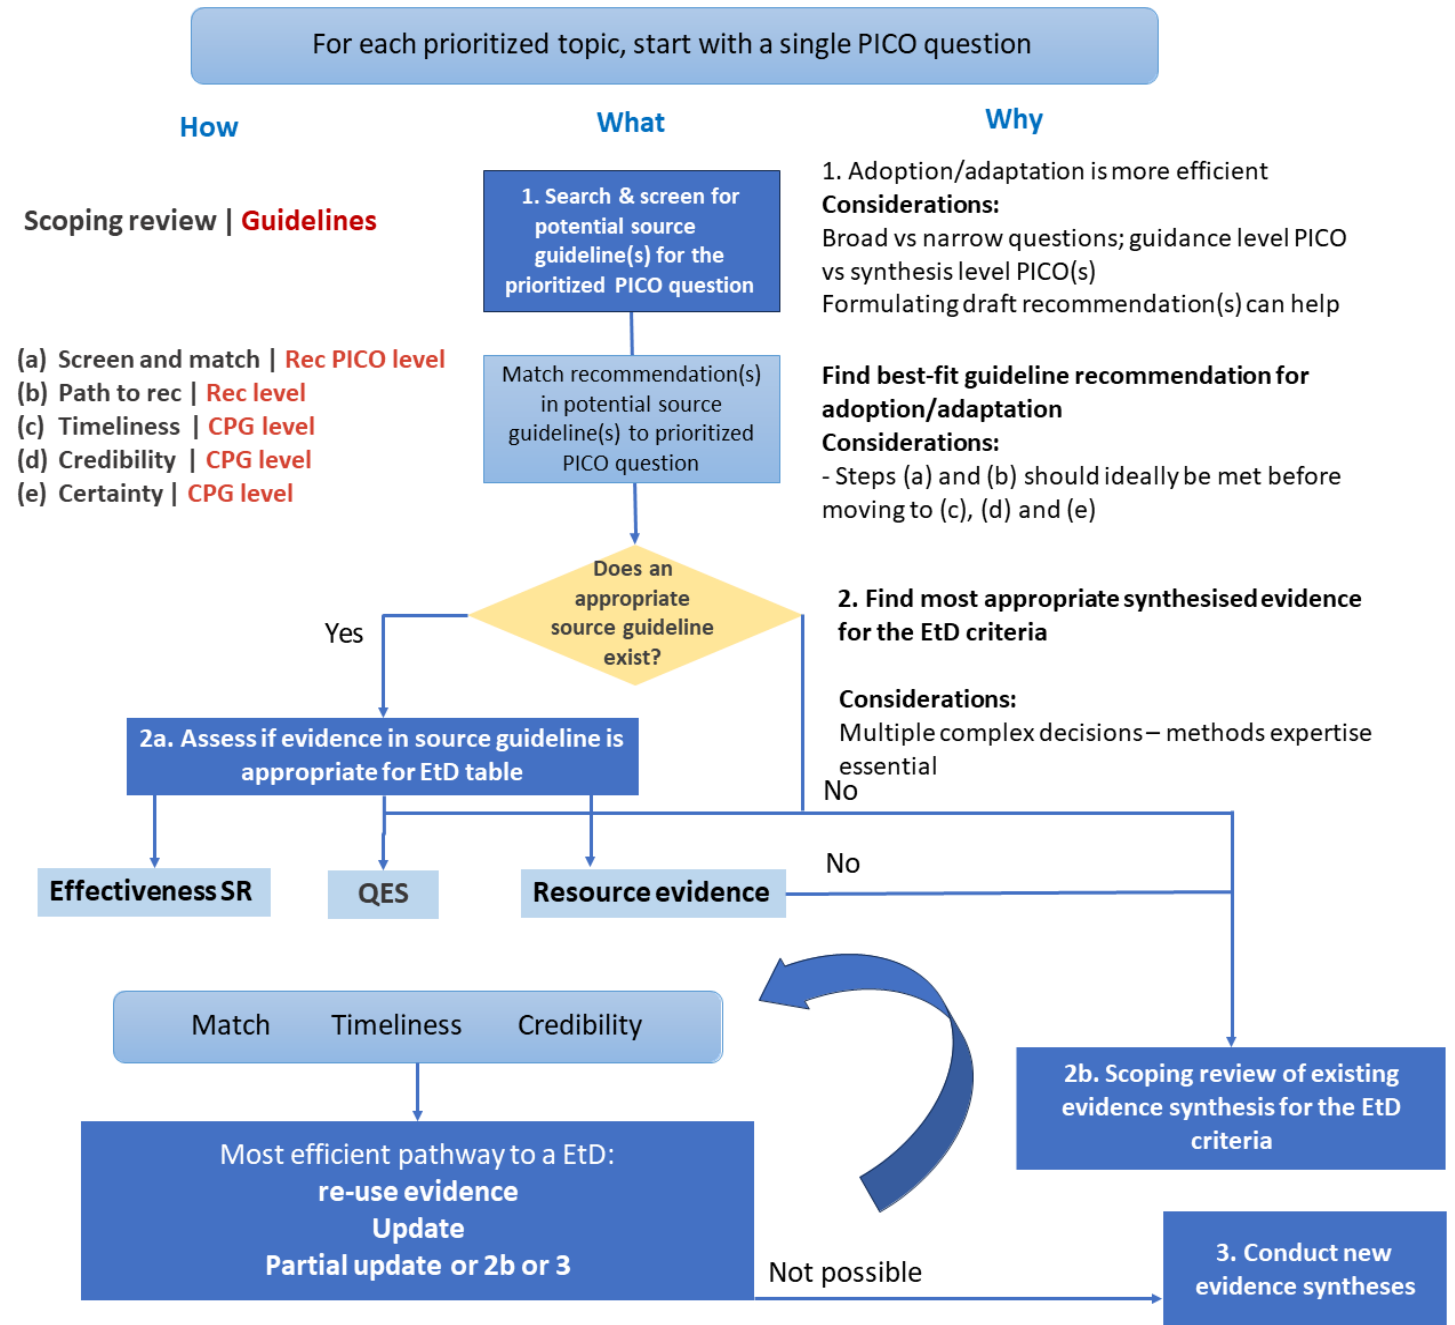 For each prioritized topic, start with a single PICO question
How
What
Why
Scoping review | Guidelines
1. Search & screen for
potential source
guideline(s) for the
prioritized PICO question
1. Adoption/adaptation is more efficient
Considerations:
Broad vs narrow questions; guidance level PICO
vs synthesis level PICO(s)
Formulating draft recommendation(s) can help
(a) Screen and match | Rec PICO level
(b) Path to rec | Rec level
(c) Timeliness | CPG level
(d) Credibility | CPG level
(e) Certainty | CPG level
Match recommendation(s)
in potential source
guideline(s) to prioritized
PICO question
Find best-fit guideline recommendation for
adoption/adaptation
Considerations:
- Steps (a) and (b) should ideally be met before
moving to (c), (d) and (e)
Does an
appropriate
source guideline
exist?
Yes
2. Find most appropriate synthesised evidence
for the EtD criteria
Considerations:
Multiple complex decisions – methods expertise
essential
No
2a. Assess if evidence in source guideline is
appropriate for EtD table
Effectiveness SR
QES
Resource evidence
No
Match Timeliness Credibility
2b. Scoping review of existing
evidence synthesis for the EtD
criteria
Most efficient pathway to a EtD:
re-use evidence
Update
Partial update or 2b or 3
Not possible
3. Conduct new
evidence syntheses